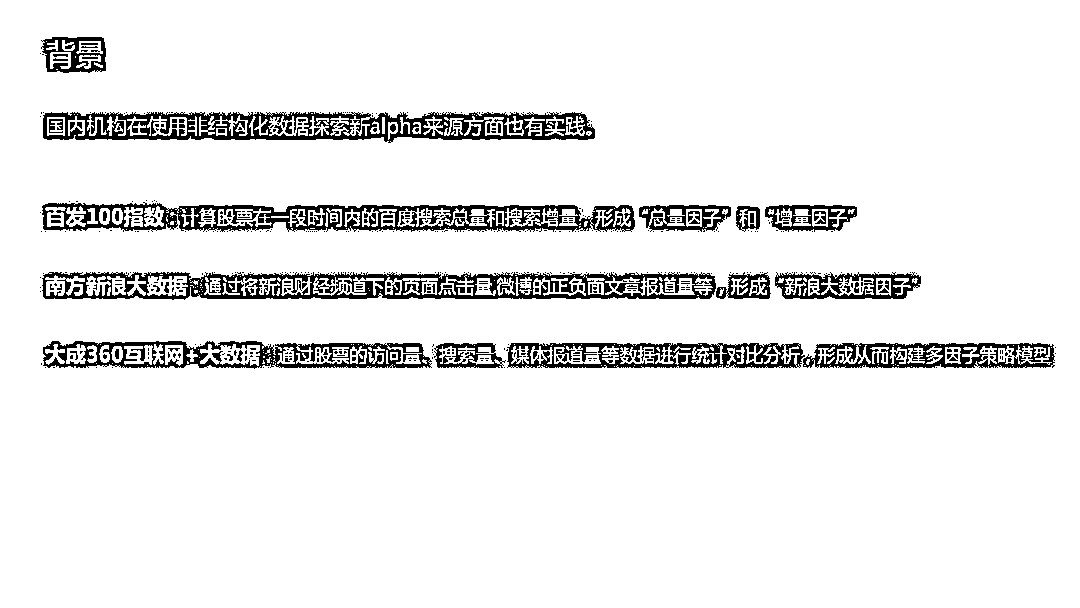 背景
国内机构在使用非结构化数据探索新alpha来源方面也有实践。
百发100指数：计算股票在一段时间内的百度搜索总量和搜索增量，形成“总量因子”和“增量因子”
南方新浪大数据：通过将新浪财经频道下的页面点击量,微博的正负面文章报道量等，形成“新浪大数据因子”
大成360互联网+大数据：通过股票的访问量、搜索量、媒体报道量等数据进行统计对比分析，形成从而构建多因子策略模型